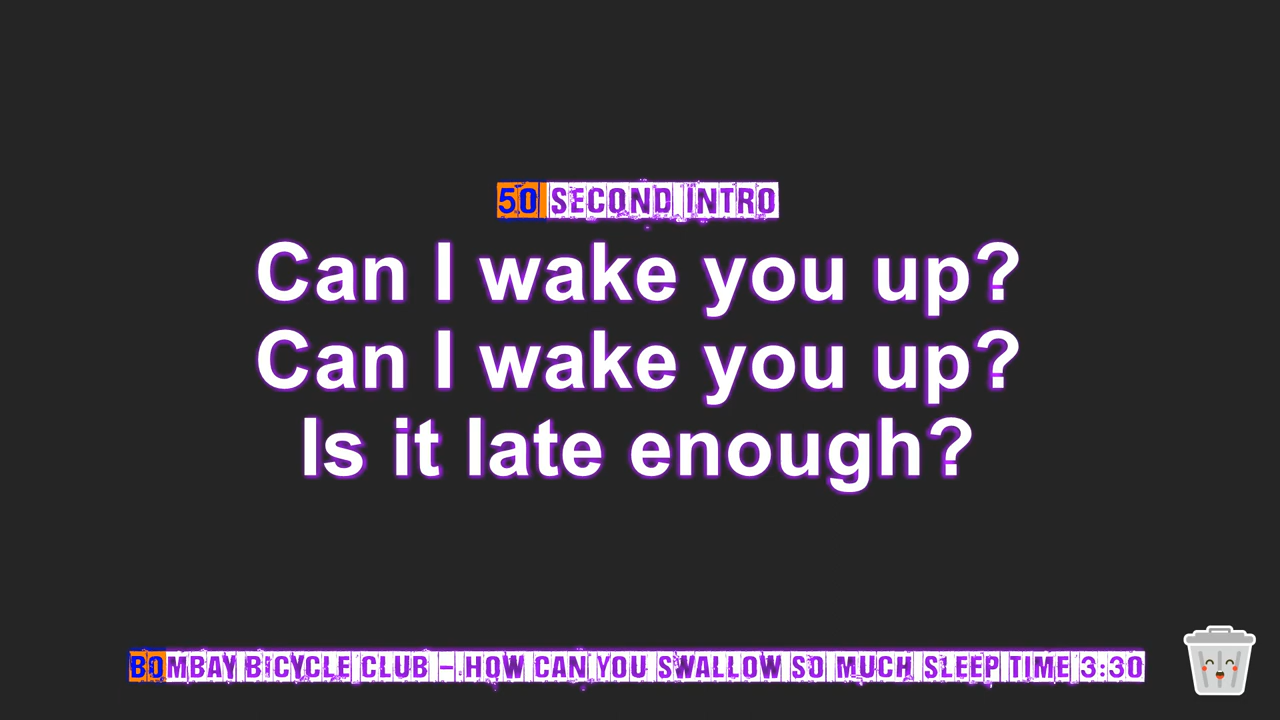 50 SECOND INTRO
Can I wake you up?
Can I wake you up?
Is it late enough?
BOMBAY BICYCLE CLUB – HOW CAN YOU SWALLOW SO MUCH SLEEP TIME 3:30